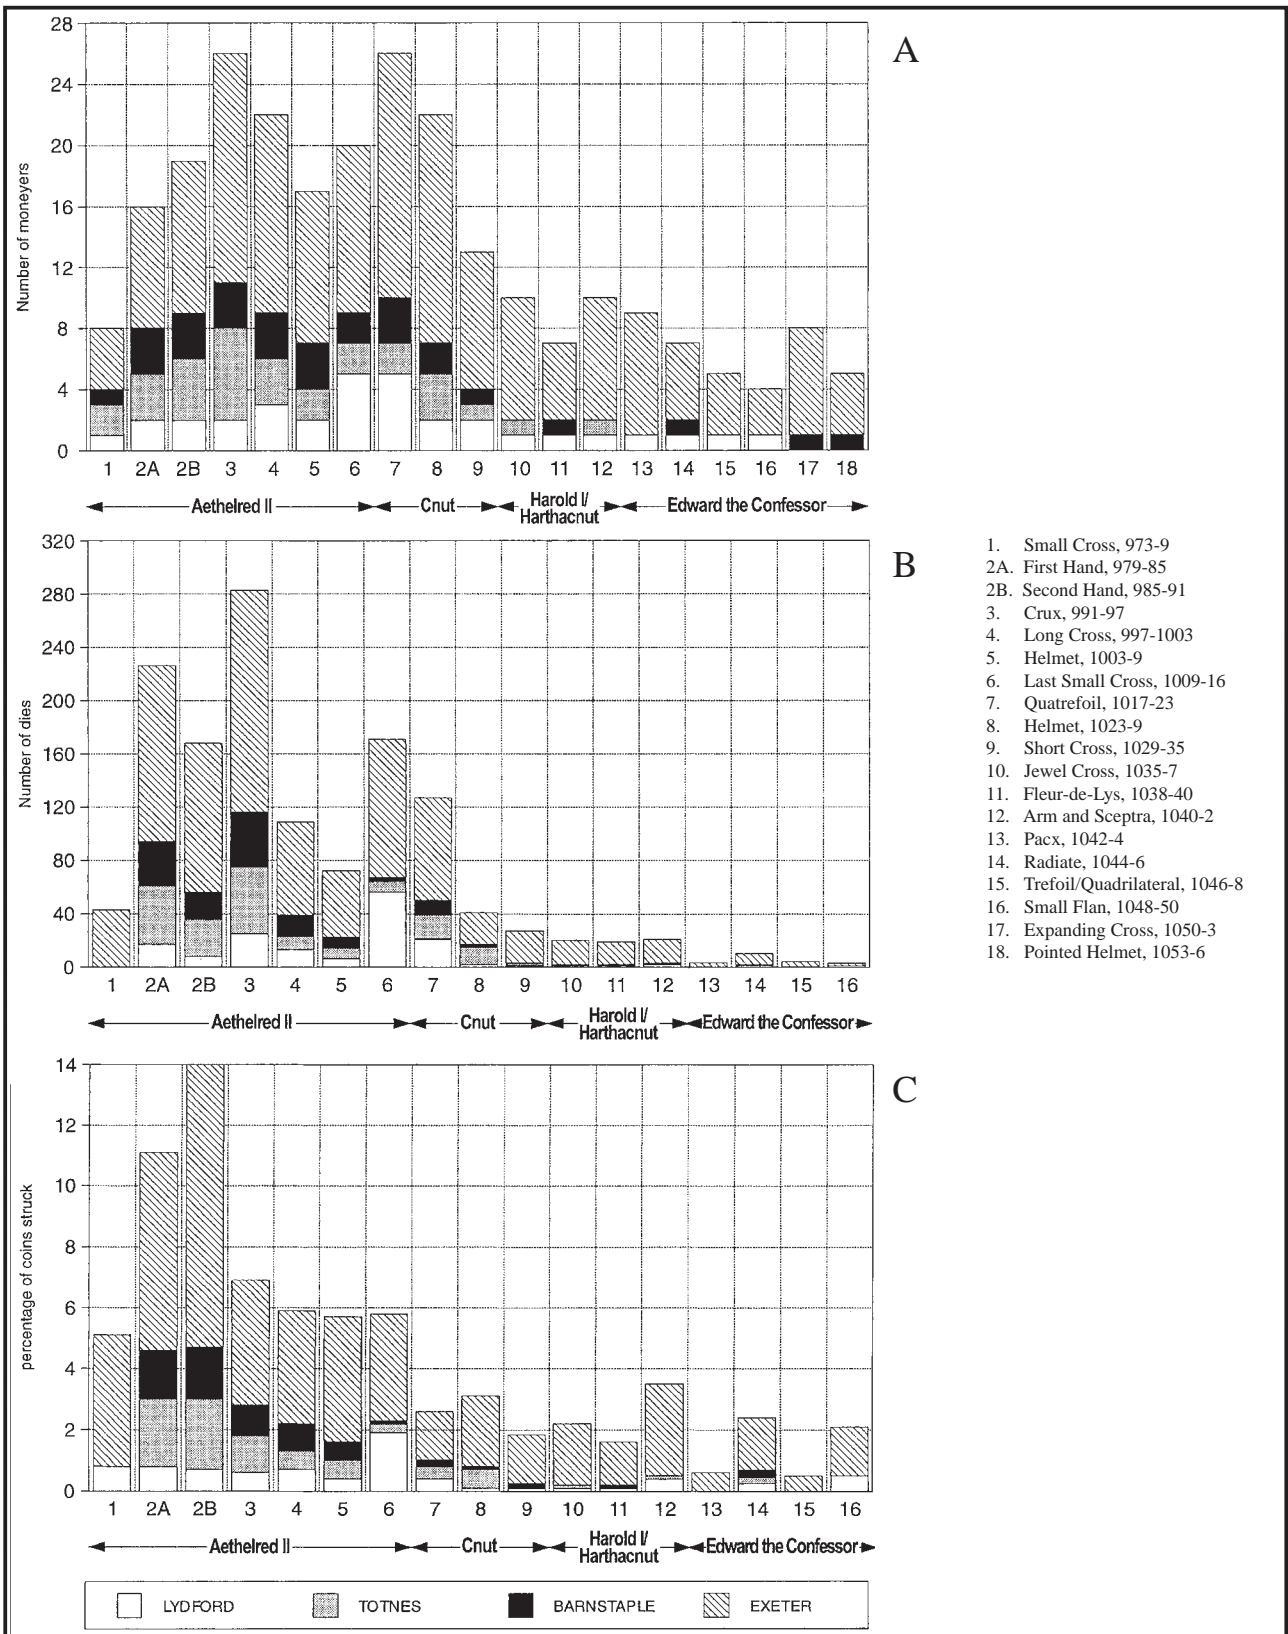 A
Number of moneyers
28
24
20
16
12
8
4
0
1 2A 2B 3 4 5 6 7 8 9 10 11 12 13 14 15 16 17 18
Aethelred II Cnut Harold I/ Edward the Confessor
Harthacnut
B
Number of dies
320
280
240
200
160
120
80
40
0
1 2A 2B 3 4 5 6 7 8 9 10 11 12 13 14 15 16
Aethelred II Cnut Harold I/ Edward the Confessor
Harthacnut
1. Small Cross, 973-9
2A. First Hand, 979-85
2B. Second Hand, 985-91
3. Crux, 991-97
4. Long Cross, 997-1003
5. Helmet, 1003-9
6. Last Small Cross, 1009-16
7. Quatrefoil, 1017-23
8. Helmet, 1023-9
9. Short Cross, 1029-35
10. Jewel Cross, 1035-7
11. Fleur-de-Lys, 1038-40
12. Arm and Sceptra, 1040-2
13. Pacx, 1042-4
14. Radiate, 1044-6
15. Trefoil/Quadrilateral, 1046-8
16. Small Flan, 1048-50
17. Expanding Cross, 1050-3
18. Pointed Helmet, 1053-6
C
percentage of coins struck
14
12
10
8
6
4
2
0
1 2A 2B 3 4 5 6 7 8 9 10 11 12 13 14 15 16
Aethelred II Cnut Harold I/ Edward the Confessor
Harthacnut
LYDFORD TOTNES BARNSTAPLE EXETER